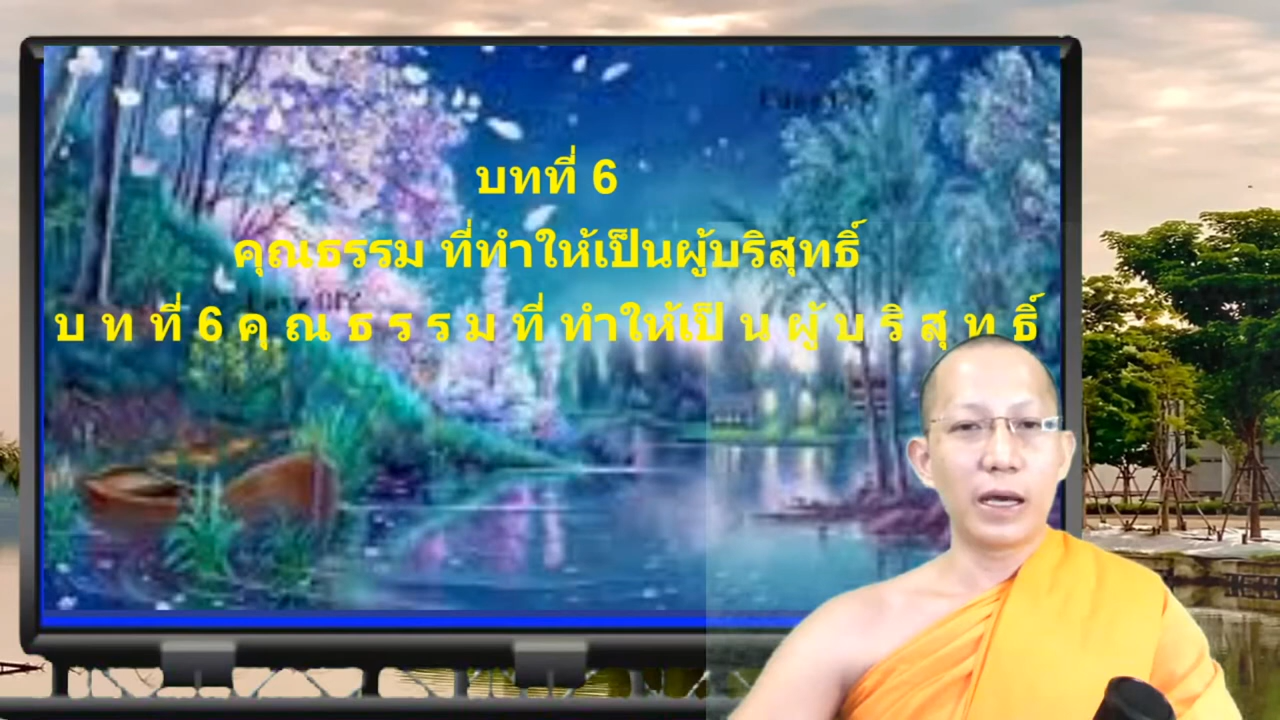 บทที่ 6
คุณธรรม ที่ทำให้เป็นผู้บริสุทธิ์
บ ท ที่ 6 คุ ณ ธ ร ร ม ที่ ทำให้เป็ น ผู้ บ ริ สุ ท ธิ์